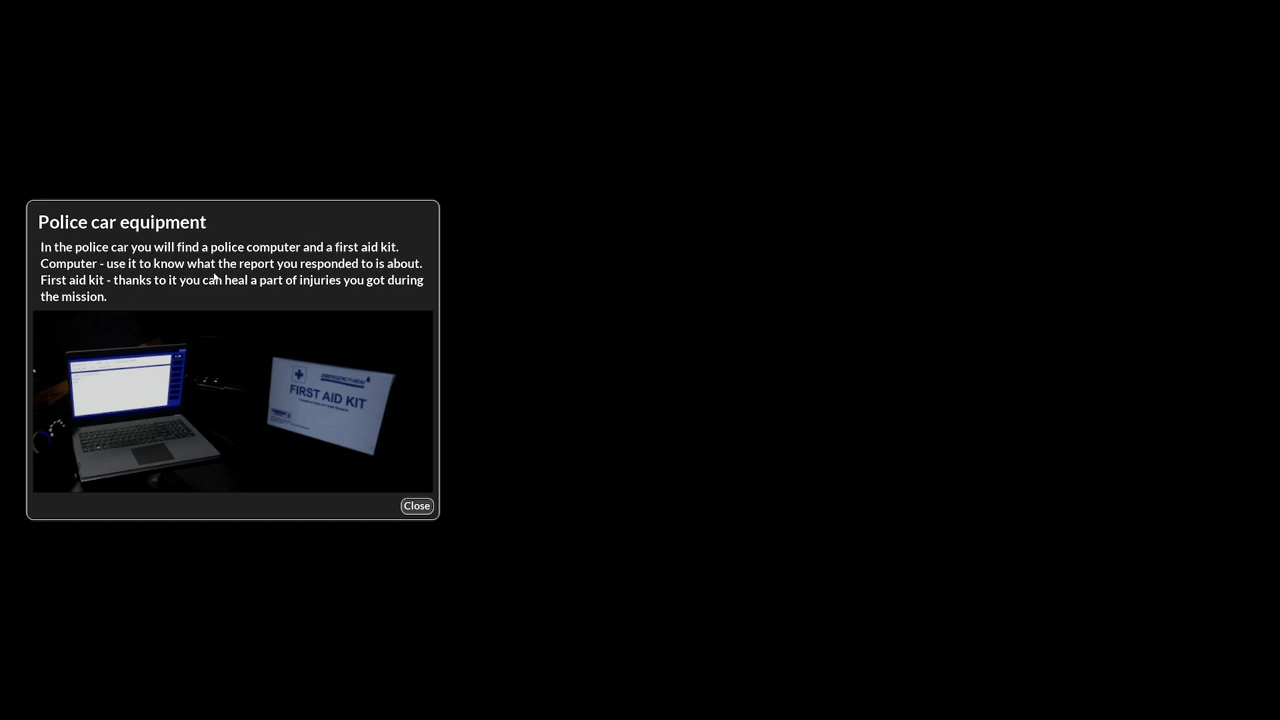 Police car equipment
In the police car you will find a police computer and a first aid kit.
Computer - use it to know what the report you responded to is about.
First aid kit - thanks to it you can heal a part of injuries you got during
the mission.
FIRST AID KIT
Close